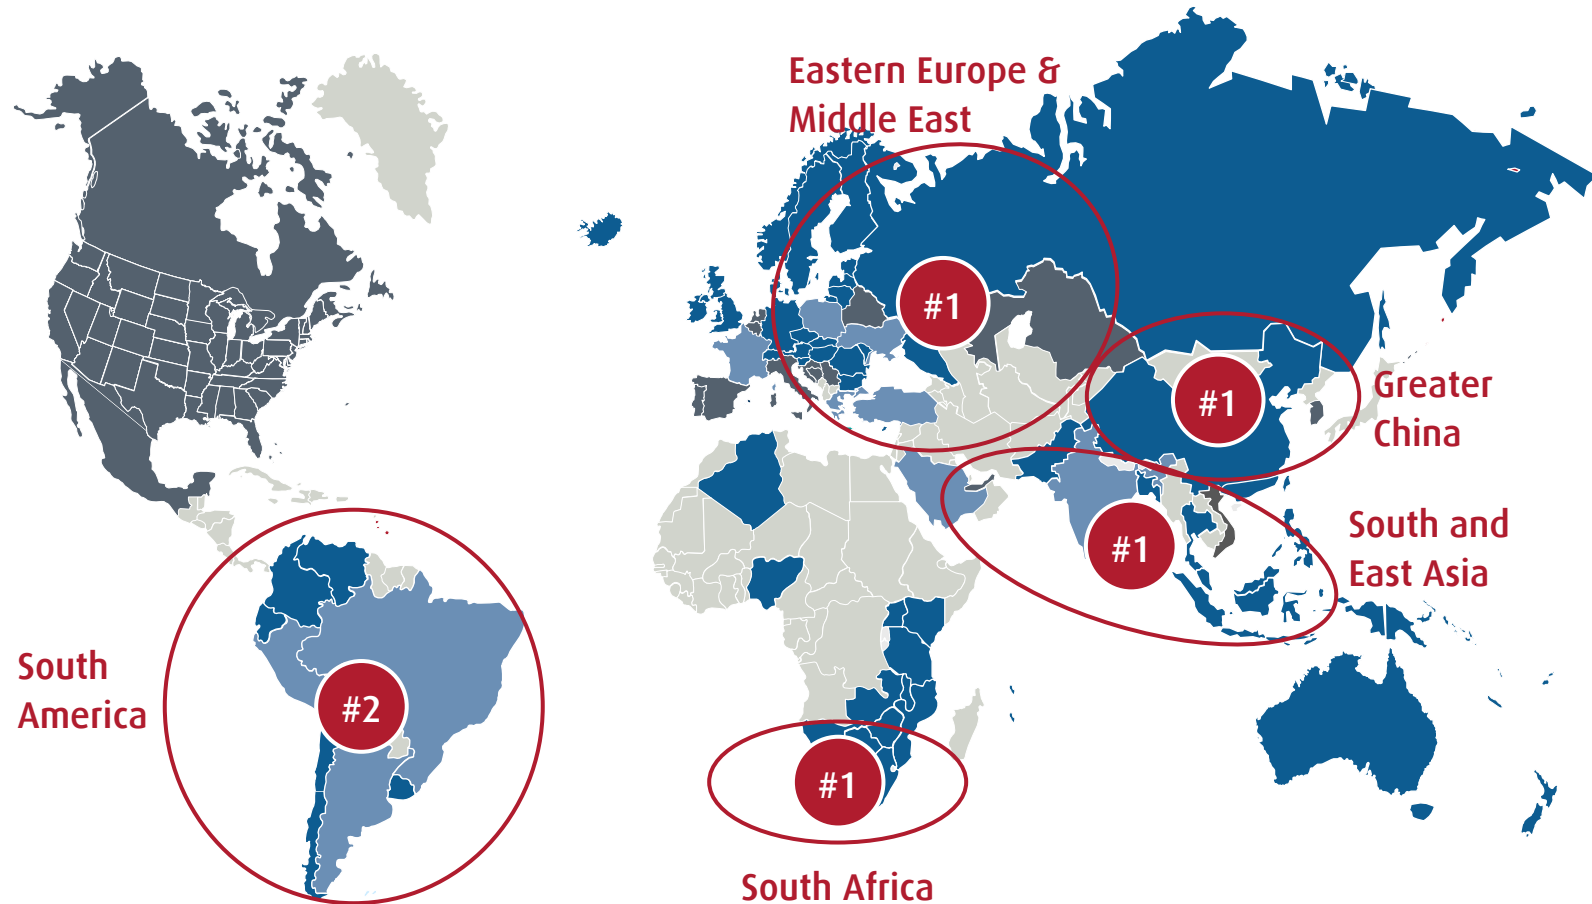 Eastern Europe &
Middle East
#1
#1
Greater
China
South and
East Asia
#1
South
America
#2
#1
South Africa